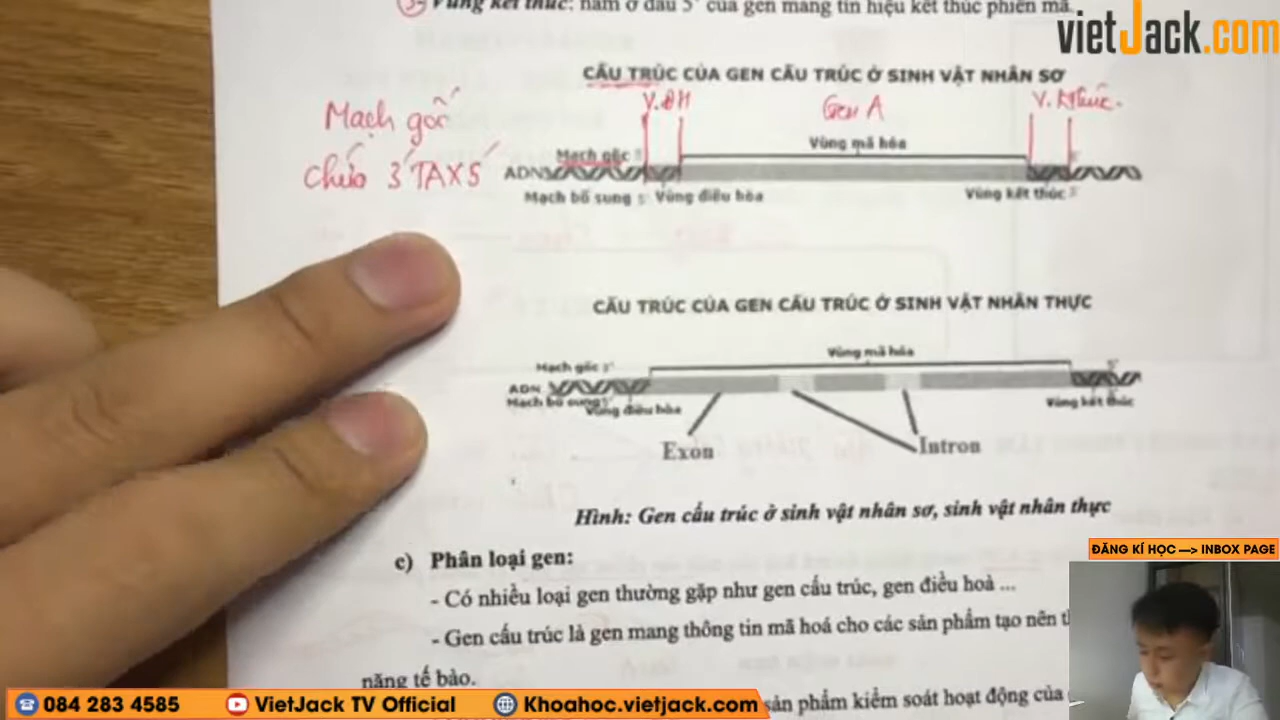 3- Vùng kết thúc: nằm ở đầu 5' của gen mang tín hiệu kết thúc phiên mã.
vietJack.com
CẤU TRÚC CỦA GEN CẤU TRÚC Ở SINH VẬT NHÂN SƠ
Mạch gốc
chiều 3' TAXS
V.ĐH
Gen A
V. Kthúc.
Vùng mã hóa
Mạch gốc 3'
ADN
Mạch bổ sung 5' Vùng điều hòa
Vùng kết thúc 3'
CẤU TRÚC CỦA GEN CẤU TRÚC Ở SINH VẬT NHÂN THỰC
Vùng mã hóa
Mạch gốc 3'
5'
ADN
Mạch bổ sung 5'
Vùng điều hòa
Vùng kết thúc
Exon
Intron
Hình: Gen cấu trúc ở sinh vật nhân sơ, sinh vật nhân thực
c) Phân loại gen:
- Có nhiều loại gen thường gặp như gen cấu trúc, gen điều hoà ...
- Gen cấu trúc là gen mang thông tin mã hoá cho các sản phẩm tạo nên
năng tế bào.
sản phẩm kiểm soát hoạt động của
ĐĂNG KÍ HỌC —> INBOX PAGE
084 283 4585
VietJack TV Official
Khoahoc.vietjack.com